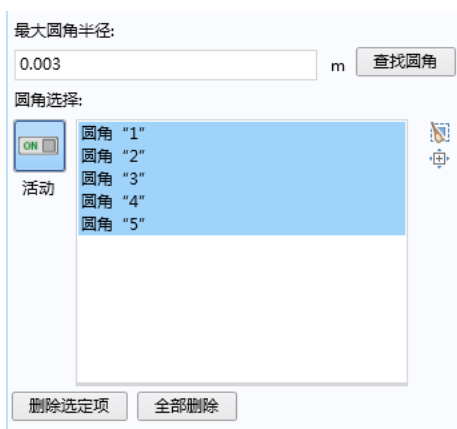 最大圆角半径:
0.003 m 查找圆角
圆角选择:
ON
活动
圆角 "1"
圆角 "2"
圆角 "3"
圆角 "4"
圆角 "5"
删除选定项 全部删除